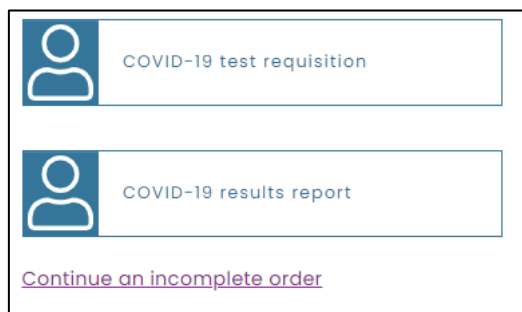 COVID-19 test requisition
COVID-19 results report
Continue an incomplete order